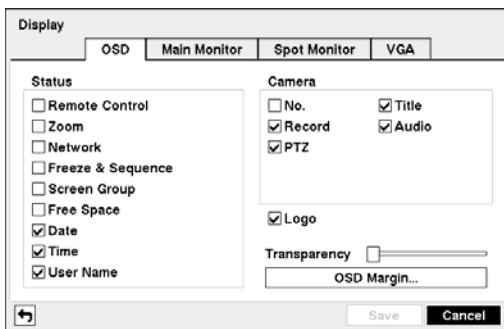 Display
OSD Main Monitor Spot Monitor VGA
Status
Remote Control
Zoom
Network
Freeze & Sequence
Screen Group
Free Space
Date
Time
User Name
Camera
No. Title
Record Audio
PTZ
Logo
Transparency
OSD Margin...
Save Cancel